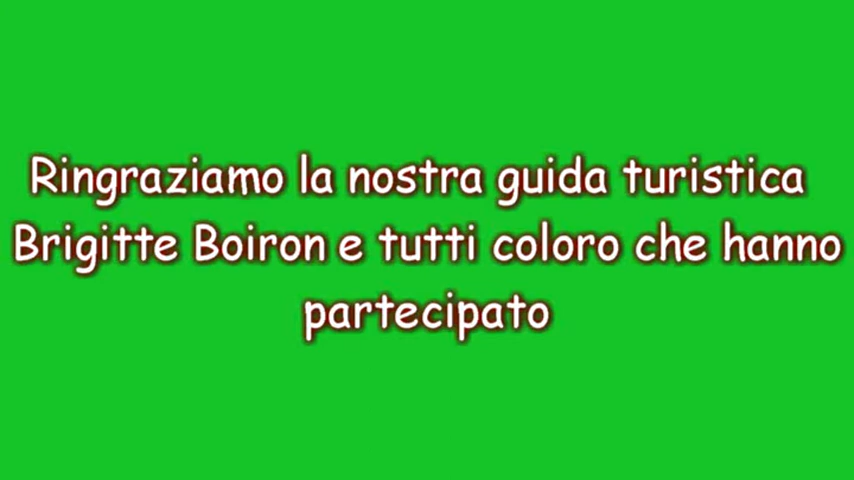 Ringraziamo la nostra guida turistica
Brigitte Boiron e tutti coloro che hanno
partecipato